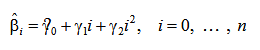 β̂ᵢ = γ̂₀ + γ₁i + γ₂i², i = 0, … , n